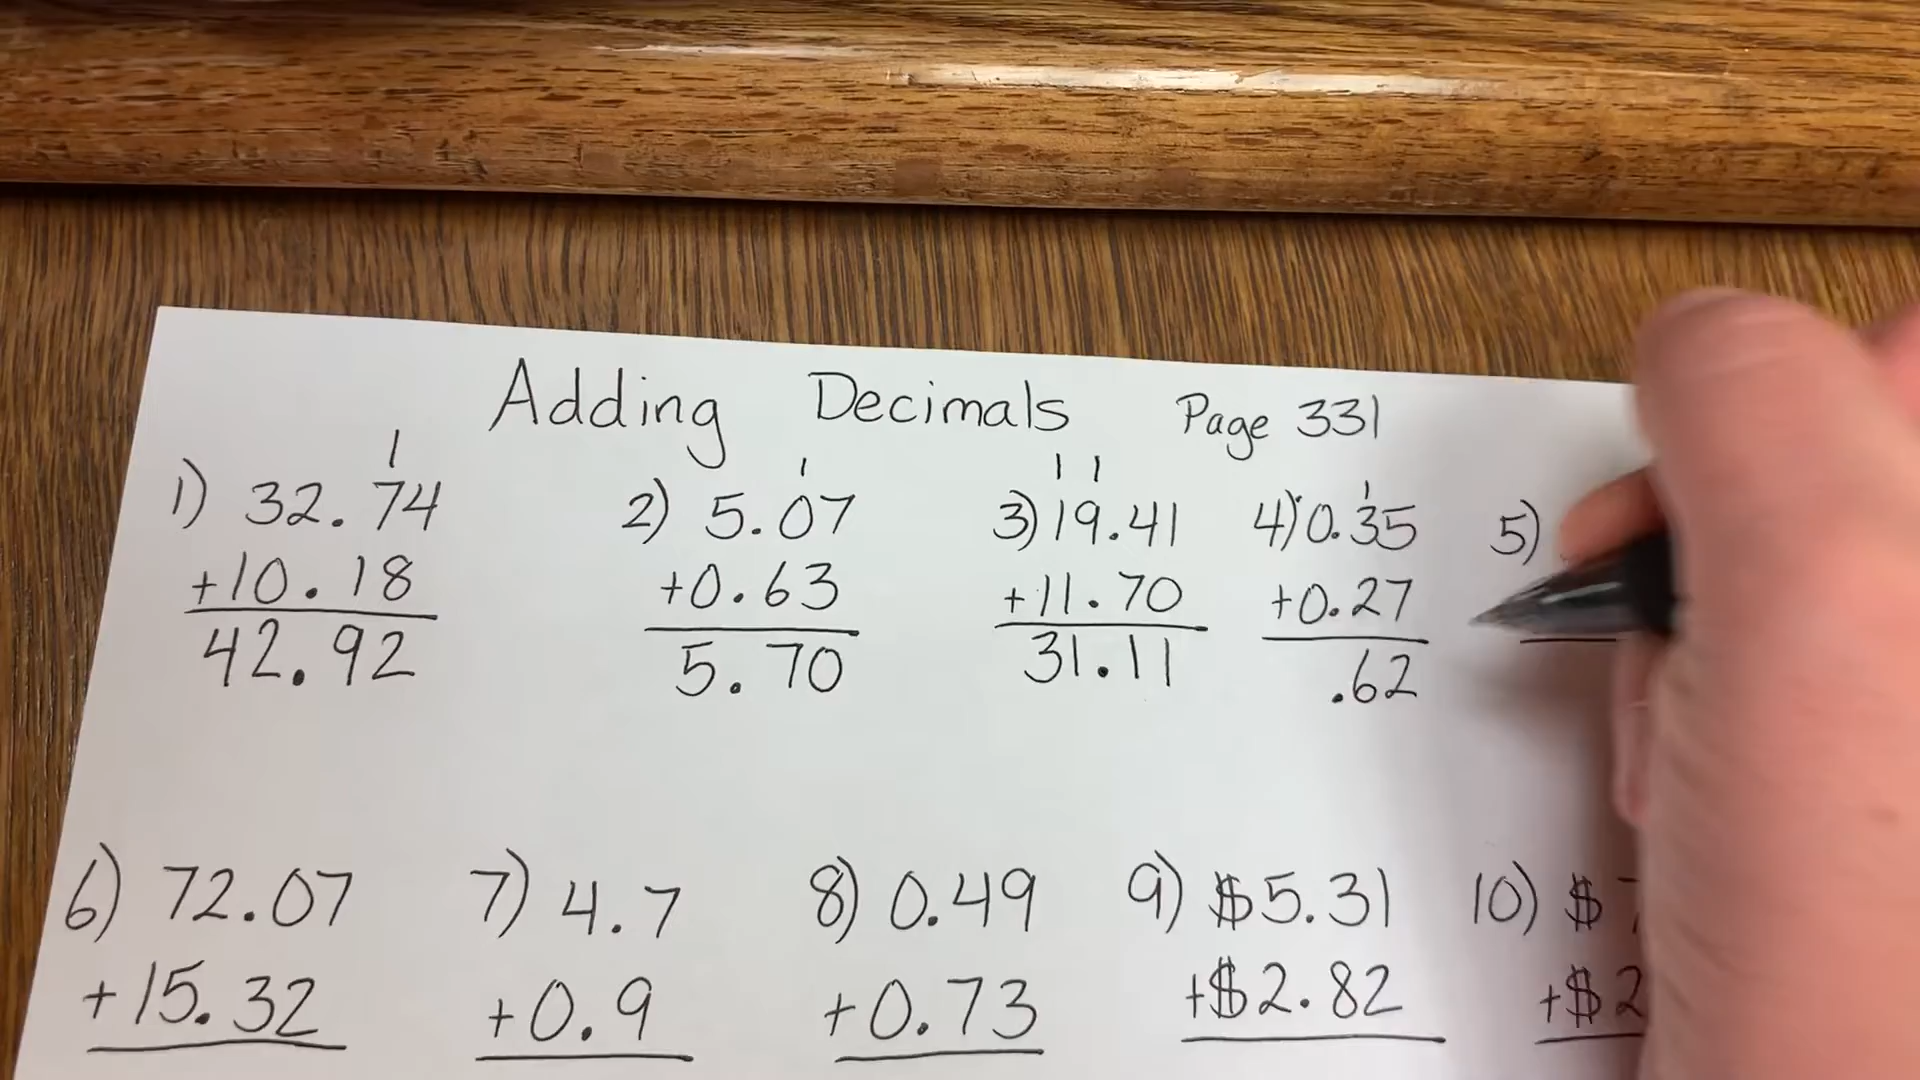 Adding Decimals Page 331
1 1 1 1 1
1) 32.74 2) 5.07 3) 19.41 4) 0.35 5)
+10.18 +0.63 +11.70 +0.27
42.92 5.70 31.11 .62
6) 72.07 7) 4.7 8) 0.49 9) $5.31 10) $
+15.32 +0.9 +0.73 +$2.82 +$2